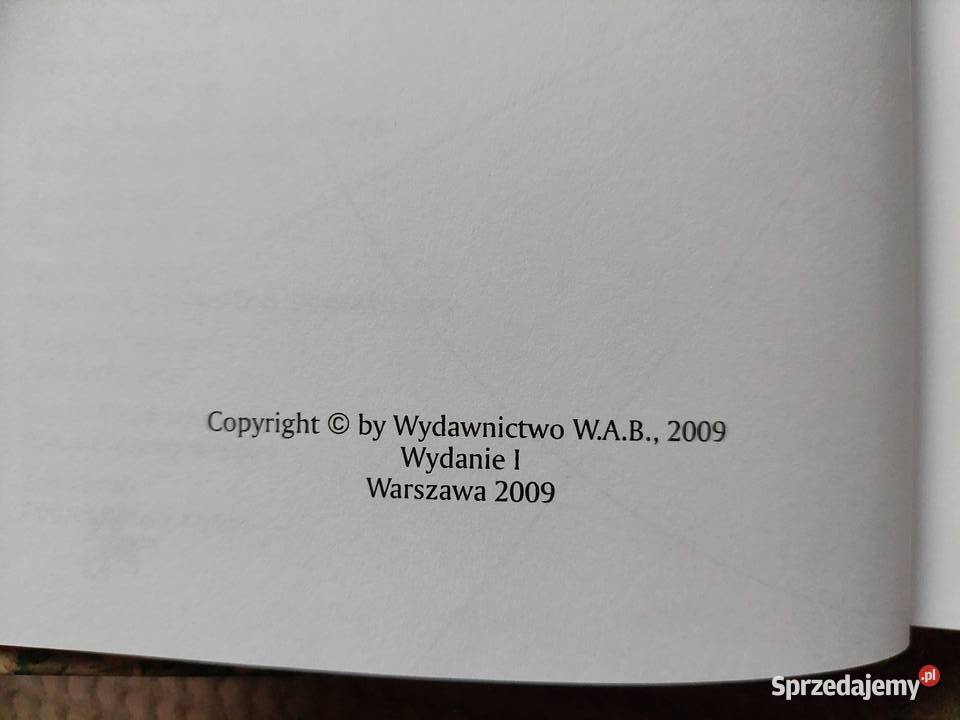 Copyright © by Wydawnictwo W.A.B., 2009
Wydanie I
Warszawa 2009
Sprzedajemy.pl